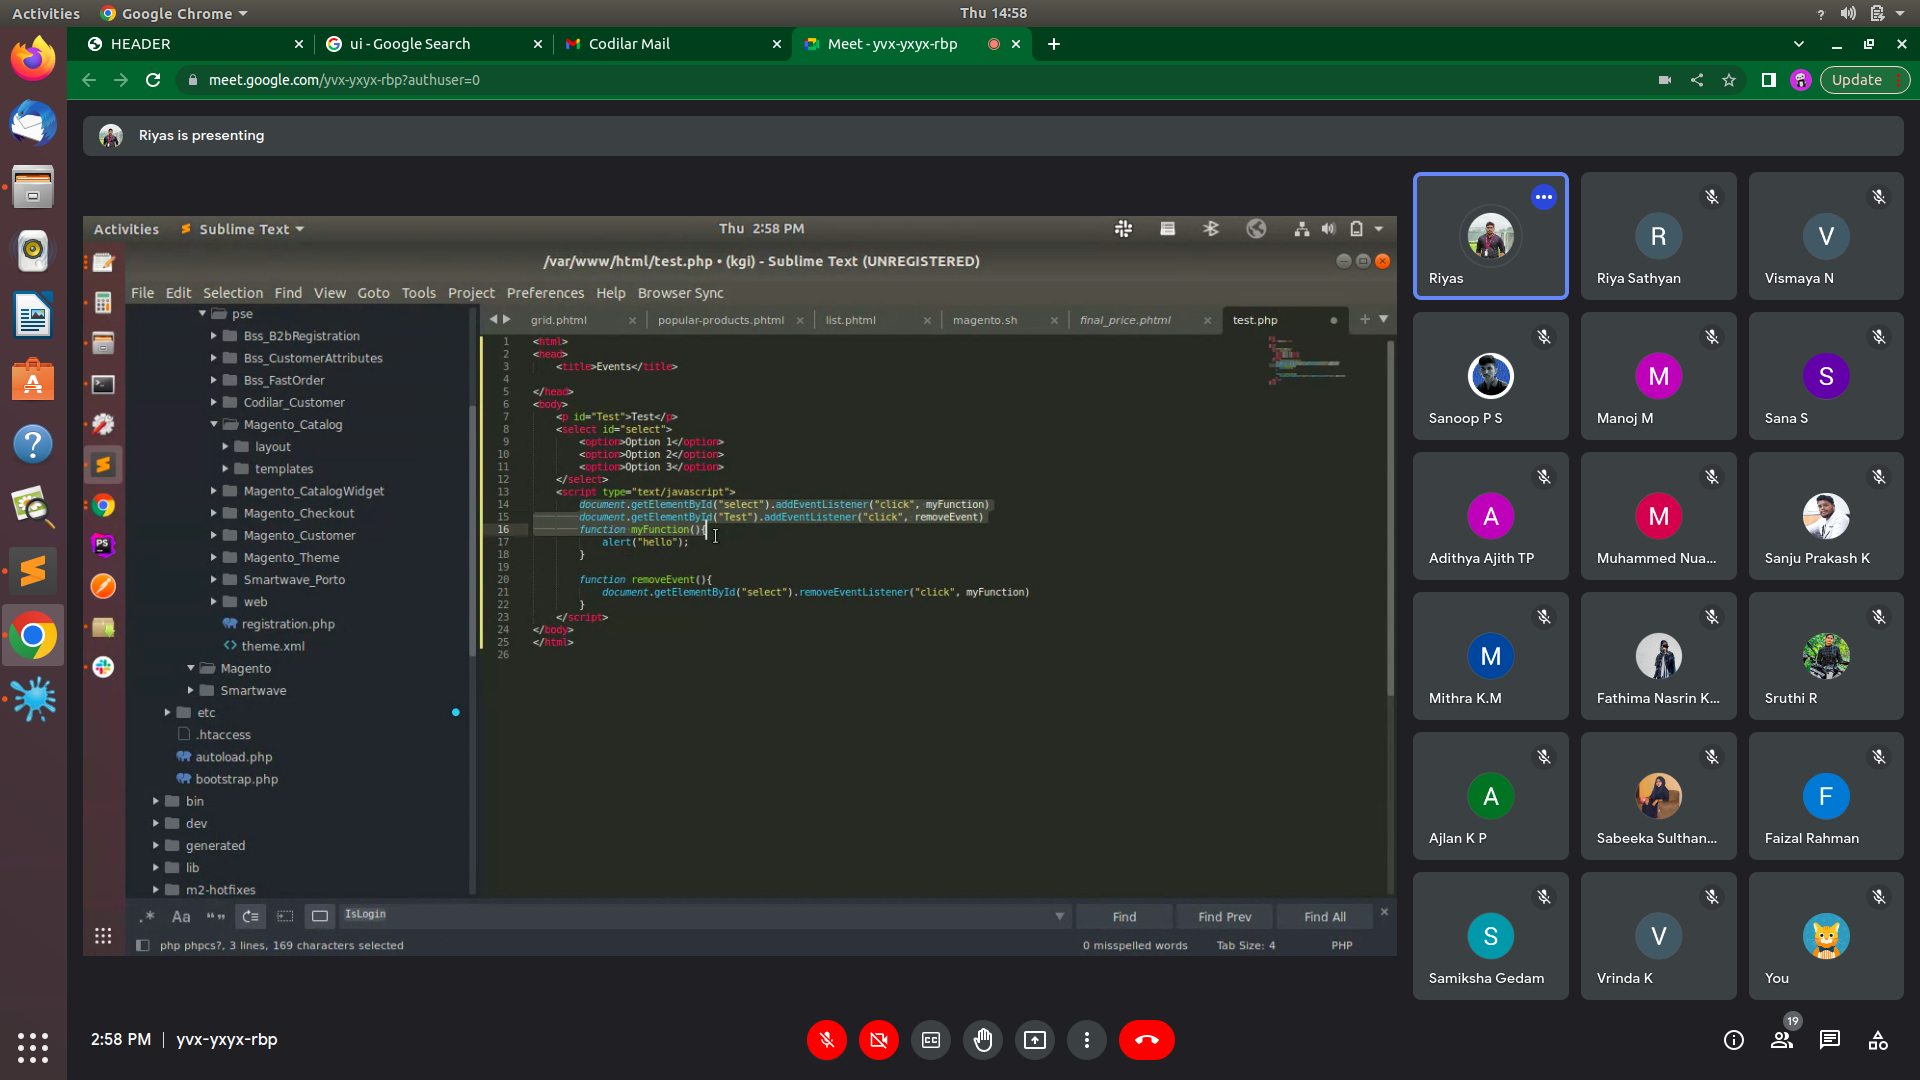 Activities
Google Chrome
Thu 14:58
?
HEADER
ui - Google Search
Codilar Mail
Meet - yvx-yxyx-rbp
meet.google.com/yvx-yxyx-rbp?authuser=0
Update
Riyas is presenting
Activities
Sublime Text
Thu 2:58 PM
/var/www/html/test.php • (kgi) - Sublime Text (UNREGISTERED)
File Edit Selection Find View Goto Tools Project Preferences Help Browser Sync
pse
Bss_B2bRegistration
Bss_CustomerAttributes
Bss_FastOrder
Codilar_Customer
Magento_Catalog
layout
templates
Magento_CatalogWidget
Magento_Checkout
Magento_Customer
Magento_Theme
Smartwave_Porto
web
registration.php
theme.xml
Magento
Smartwave
etc
.htaccess
autoload.php
bootstrap.php
bin
dev
generated
lib
m2-hotfixes
grid.phtml
popular-products.phtml
list.phtml
magento.sh
final_price.phtml
test.php
1 <html>
2 <head>
3 <title>Events</title>
4
5 </head>
6 <body>
7 <p id="Test">Test</p>
8 <select id="select">
9 <option>Option 1</option>
10 <option>Option 2</option>
11 <option>Option 3</option>
12 </select>
13 <script type="text/javascript">
14 document.getElementById("select").addEventListener("click", myFunction)
15 document.getElementById("Test").addEventListener("click", removeEvent)
16 function myFunction(){
17 alert("hello");
18 }
19
20 function removeEvent(){
21 document.getElementById("select").removeEventListener("click", myFunction)
22 }
23 </script>
24 </body>
25 </html>
26
.* Aa “”
IsLogin
Find
Find Prev
Find All
php phpcs?, 3 lines, 169 characters selected
0 misspelled words
Tab Size: 4
PHP
Riyas
R
Riya Sathyan
V
Vismaya N
Sanoop P S
M
Manoj M
S
Sana S
A
Adithya Ajith TP
M
Muhammed Nua...
Sanju Prakash K
M
Mithra K.M
Fathima Nasrin K...
Sruthi R
A
Ajlan K P
Sabeeka Sulthan...
F
Faizal Rahman
S
Samiksha Gedam
V
Vrinda K
You
2:58 PM | yvx-yxyx-rbp
19